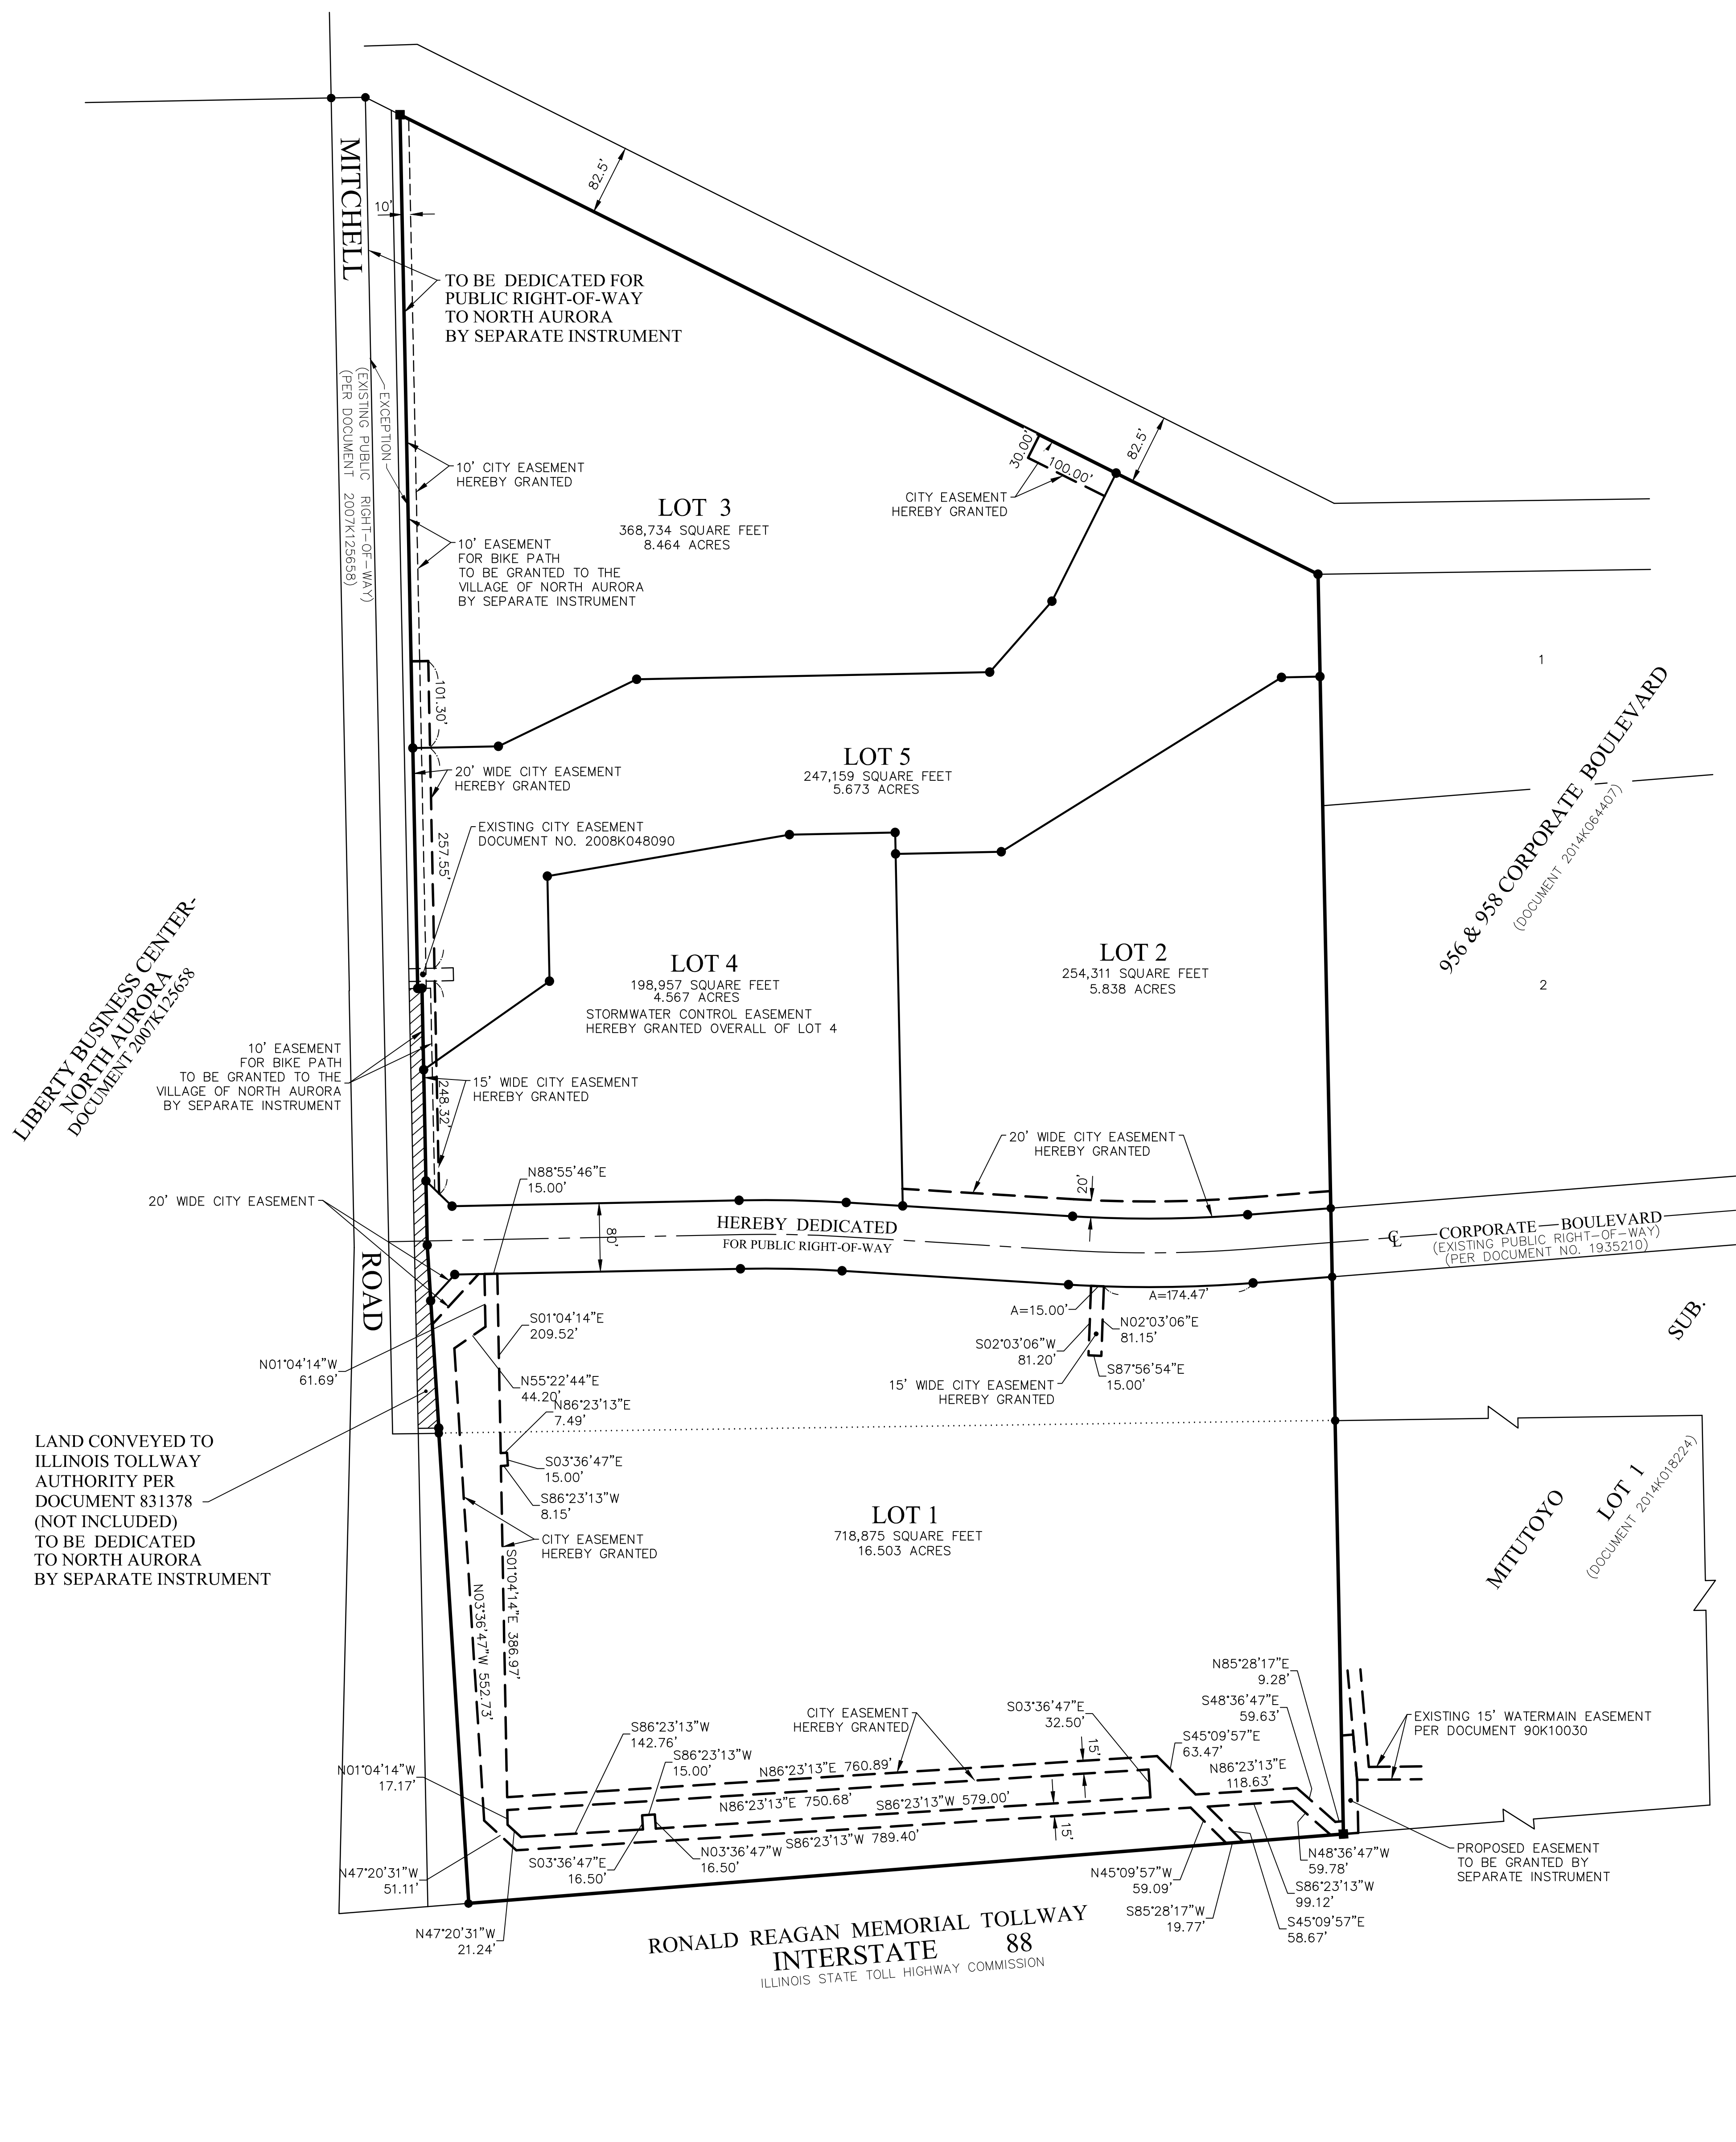 82.5'
MITCHELL
10'
TO BE DEDICATED FOR
PUBLIC RIGHT-OF-WAY
TO NORTH AURORA
BY SEPARATE INSTRUMENT
(EXISTING PUBLIC RIGHT-OF-WAY)
(PER DOCUMENT 2007K125658)
EXCEPTION
82.5'
30.00'
100.00'
10' CITY EASEMENT
HEREBY GRANTED
CITY EASEMENT
HEREBY GRANTED
LOT 3
368,734 SQUARE FEET
8.464 ACRES
10' EASEMENT
FOR BIKE PATH
TO BE GRANTED TO THE
VILLAGE OF NORTH AURORA
BY SEPARATE INSTRUMENT
1
101.30'
956 & 958 CORPORATE BOULEVARD
(DOCUMENT 2014K064407)
LOT 5
247,159 SQUARE FEET
5.673 ACRES
20' WIDE CITY EASEMENT
HEREBY GRANTED
EXISTING CITY EASEMENT
DOCUMENT NO. 2008K048090
257.55'
LIBERTY BUSINESS CENTER-
NORTH AURORA
DOCUMENT 2007K125658
LOT 4
198,957 SQUARE FEET
4.567 ACRES
STORMWATER CONTROL EASEMENT
HEREBY GRANTED OVERALL OF LOT 4
LOT 2
254,311 SQUARE FEET
5.838 ACRES
2
10' EASEMENT
FOR BIKE PATH
TO BE GRANTED TO THE
VILLAGE OF NORTH AURORA
BY SEPARATE INSTRUMENT
15' WIDE CITY EASEMENT
HEREBY GRANTED
248.32'
20' WIDE CITY EASEMENT
HEREBY GRANTED
20'
N88°55'46"E
15.00'
20' WIDE CITY EASEMENT
80'
HEREBY DEDICATED
FOR PUBLIC RIGHT-OF-WAY
CL
CORPORATE BOULEVARD
(EXISTING PUBLIC RIGHT-OF-WAY)
(PER DOCUMENT NO. 1935210)
ROAD
A=15.00'
A=174.47'
S01°04'14"E
209.52'
N02°03'06"E
81.15'
S02°03'06"W
81.20'
SUB.
N01°04'14"W
61.69'
N55°22'44"E
44.20'
S87°56'54"E
15.00'
15' WIDE CITY EASEMENT
HEREBY GRANTED
N86°23'13"E
7.49'
LAND CONVEYED TO
ILLINOIS TOLLWAY
AUTHORITY PER
DOCUMENT 831378
(NOT INCLUDED)
TO BE DEDICATED
TO NORTH AURORA
BY SEPARATE INSTRUMENT
S03°36'47"E
15.00'
S86°23'13"W
8.15'
CITY EASEMENT
HEREBY GRANTED
LOT 1
718,875 SQUARE FEET
16.503 ACRES
MITUTOYO
LOT 1
(DOCUMENT 2014K018224)
N03°36'47"W 552.73'
S01°04'14"E 386.97'
N85°28'17"E
9.28'
S48°36'47"E
59.63'
S03°36'47"E
32.50'
CITY EASEMENT
HEREBY GRANTED
EXISTING 15' WATERMAIN EASEMENT
PER DOCUMENT 90K10030
S86°23'13"W
142.76'
S86°23'13"W
15.00'
15'
S45°09'57"E
63.47'
N86°23'13"E
118.63'
N01°04'14"W
17.17'
N86°23'13"E 760.89'
N86°23'13"E 750.68'
S86°23'13"W 579.00'
15'
S86°23'13"W 789.40'
N03°36'47"W
16.50'
S03°36'47"E
16.50'
N47°20'31"W
51.11'
N45°09'57"W
59.09'
N48°36'47"W
59.78'
PROPOSED EASEMENT
TO BE GRANTED BY
SEPARATE INSTRUMENT
S86°23'13"W
99.12'
S85°28'17"W
19.77'
S45°09'57"E
58.67'
N47°20'31"W
21.24'
RONALD REAGAN MEMORIAL TOLLWAY
INTERSTATE 88
ILLINOIS STATE TOLL HIGHWAY COMMISSION